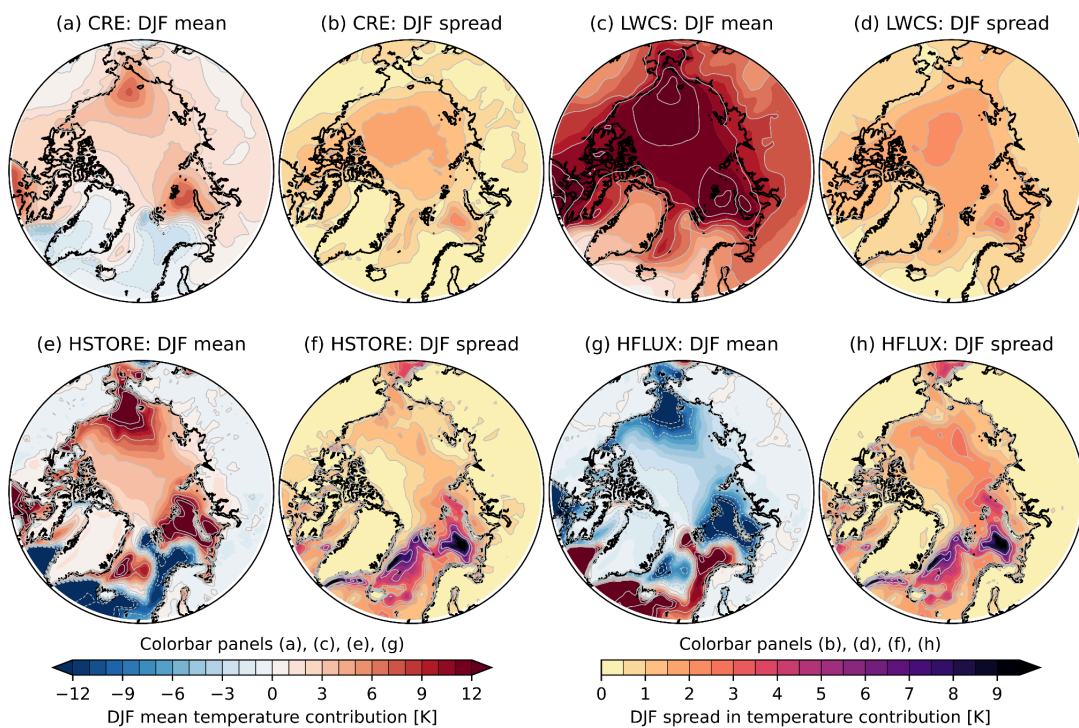 (a) CRE: DJF mean
(b) CRE: DJF spread
(c) LWCS: DJF mean
(d) LWCS: DJF spread
(e) HSTORE: DJF mean
(f) HSTORE: DJF spread
(g) HFLUX: DJF mean
(h) HFLUX: DJF spread
Colorbar panels (a), (c), (e), (g)
−12 −9 −6 −3 0 3 6 9 12
DJF mean temperature contribution [K]
Colorbar panels (b), (d), (f), (h)
0 1 2 3 4 5 6 7 8 9
DJF spread in temperature contribution [K]